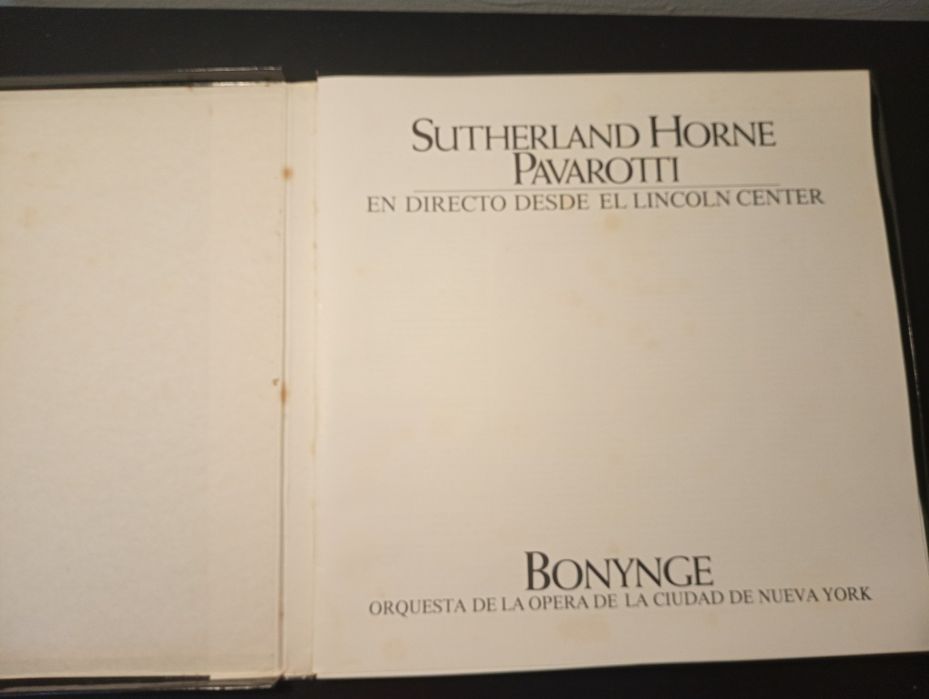 SUTHERLAND HORNE
PAVAROTTI
EN DIRECTO DESDE EL LINCOLN CENTER
BONYNGE
ORQUESTA DE LA OPERA DE LA CIUDAD DE NUEVA YORK